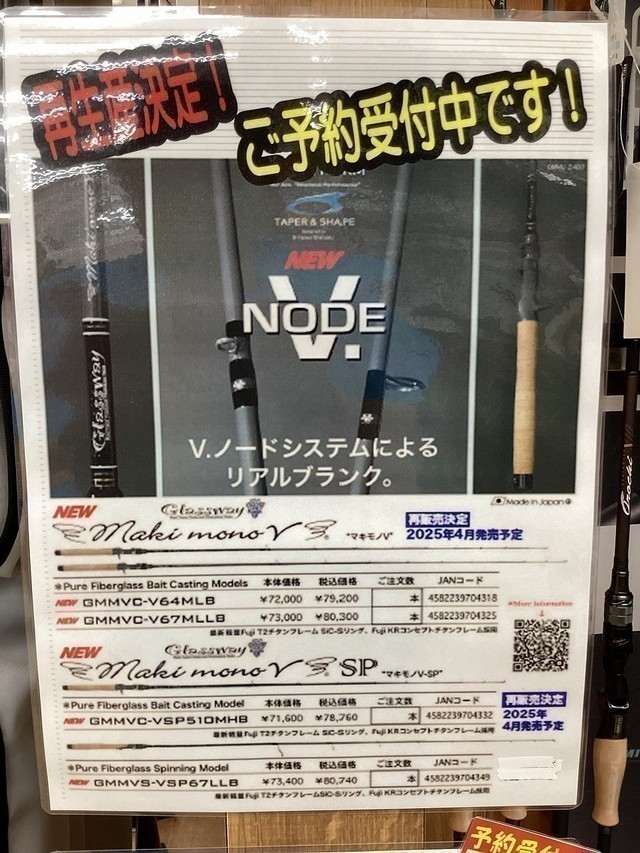 再生産決定！
ご予約受付中です！
TAPER & SHAPE
NEW
V.
NODE
Maki mono
Glassway
V.ノードシステムによる
リアルブランク。
Made in Japan
NEW Glassway
Maki mono V "マキモノV"
再販売決定
2025年4月発売予定
*Pure Fiberglass Bait Casting Models 本体価格 税込価格 ご注文数 JANコード
NEW GMMVC-V64MLB ¥72,000 ¥79,200 本 4582239704318
NEW GMMVC-V67MLLB ¥73,000 ¥80,300 本 4582239704325
最新軽量Fuji T2チタンフレーム SiC-Sリング、Fuji KRコンセプトチタンフレーム採用
*More Information
↓
NEW Glassway
Maki mono V SP "マキモノV-SP"
*Pure Fiberglass Bait Casting Model 本体価格 税込価格 ご注文数 JANコード
NEW GMMVC-VSP510MHB ¥71,600 ¥78,760 本 4582239704332
最新軽量Fuji T2チタンフレーム SiC-Sリング、Fuji KRコンセプトチタンフレーム採用
再販売決定
2025年
4月発売予定
*Pure Fiberglass Spinning Model 本体価格 税込価格 ご注文数 JANコード
NEW GMMVS-VSP67LLB ¥73,400 ¥80,740 本 4582239704349
最新軽量Fuji T2チタンフレームSiC-Sリング、Fuji KRコンセプトチタンフレーム採用
Orochi
予約受付